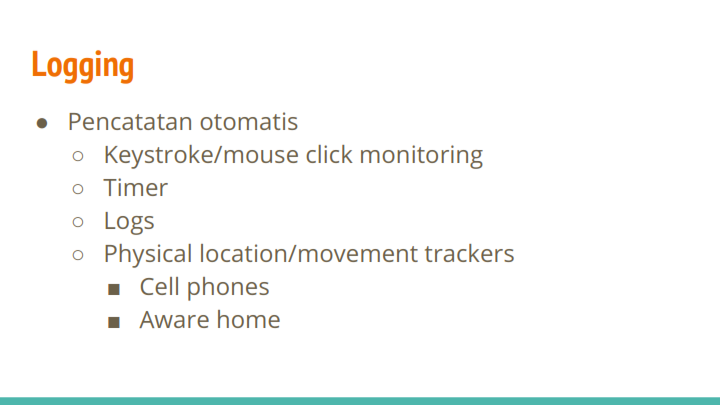 Logging
● Pencatatan otomatis
○ Keystroke/mouse click monitoring
○ Timer
○ Logs
○ Physical location/movement trackers
■ Cell phones
■ Aware home